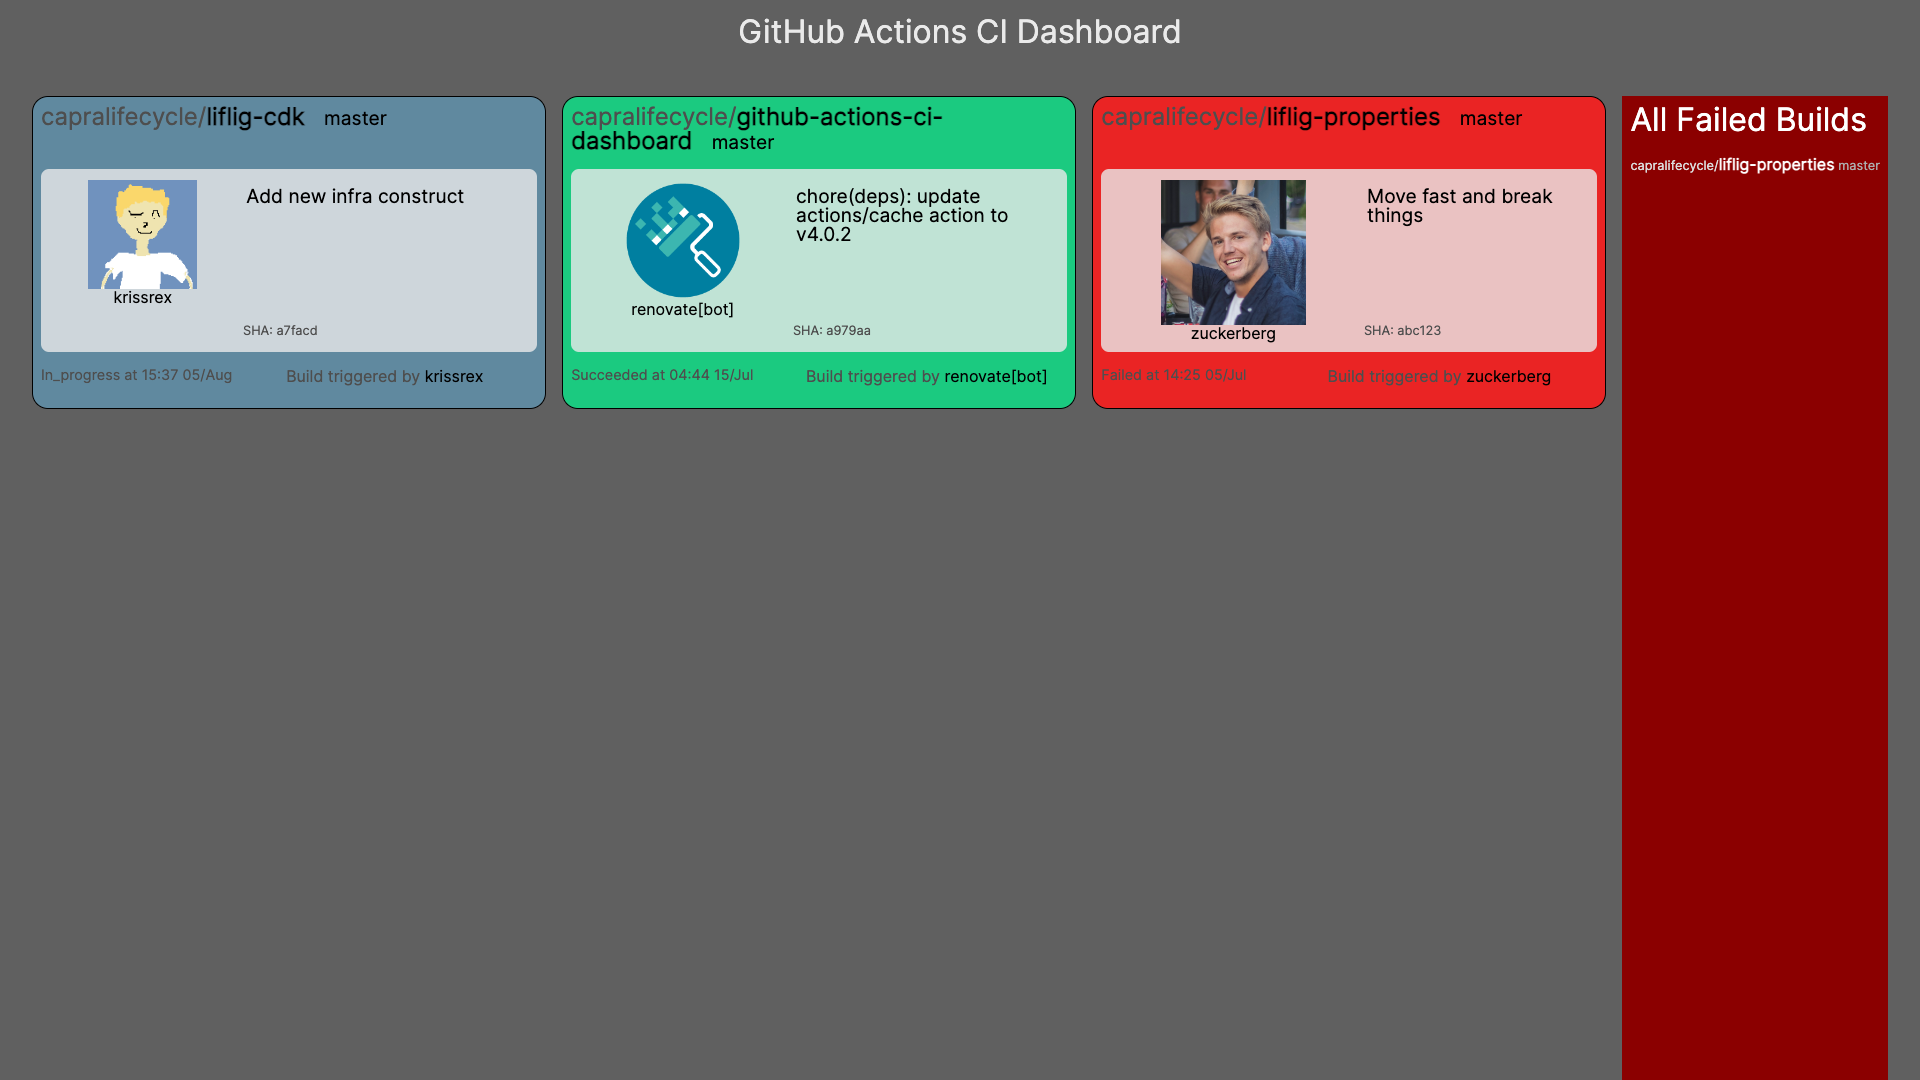 GitHub Actions CI Dashboard
capralifecycle/liflig-cdk master
Add new infra construct
krissrex
SHA: a7facd
In_progress at 15:37 05/Aug Build triggered by krissrex
capralifecycle/github-actions-ci-
dashboard master
chore(deps): update
actions/cache action to
v4.0.2
renovate[bot]
SHA: a979aa
Succeeded at 04:44 15/Jul Build triggered by renovate[bot]
capralifecycle/liflig-properties master
Move fast and break
things
zuckerberg
SHA: abc123
Failed at 14:25 05/Jul Build triggered by zuckerberg
All Failed Builds
capralifecycle/liflig-properties master